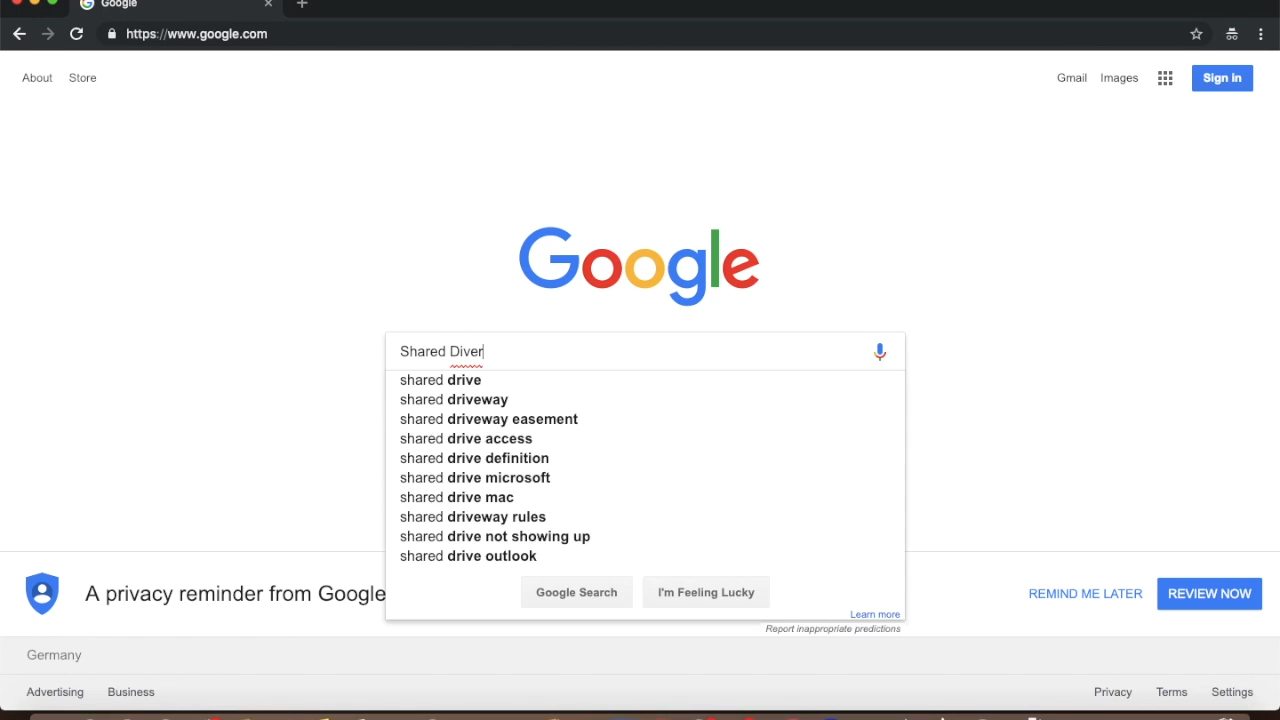 Google
https://www.google.com
About Store
Gmail Images Sign in
Google
Shared Diver
shared drive
shared driveway
shared driveway easement
shared drive access
shared drive definition
shared drive microsoft
shared drive mac
shared driveway rules
shared drive not showing up
shared drive outlook
Google Search I'm Feeling Lucky
Learn more
Report inappropriate predictions
A privacy reminder from Google
REMIND ME LATER REVIEW NOW
Germany
Advertising Business
Privacy Terms Settings